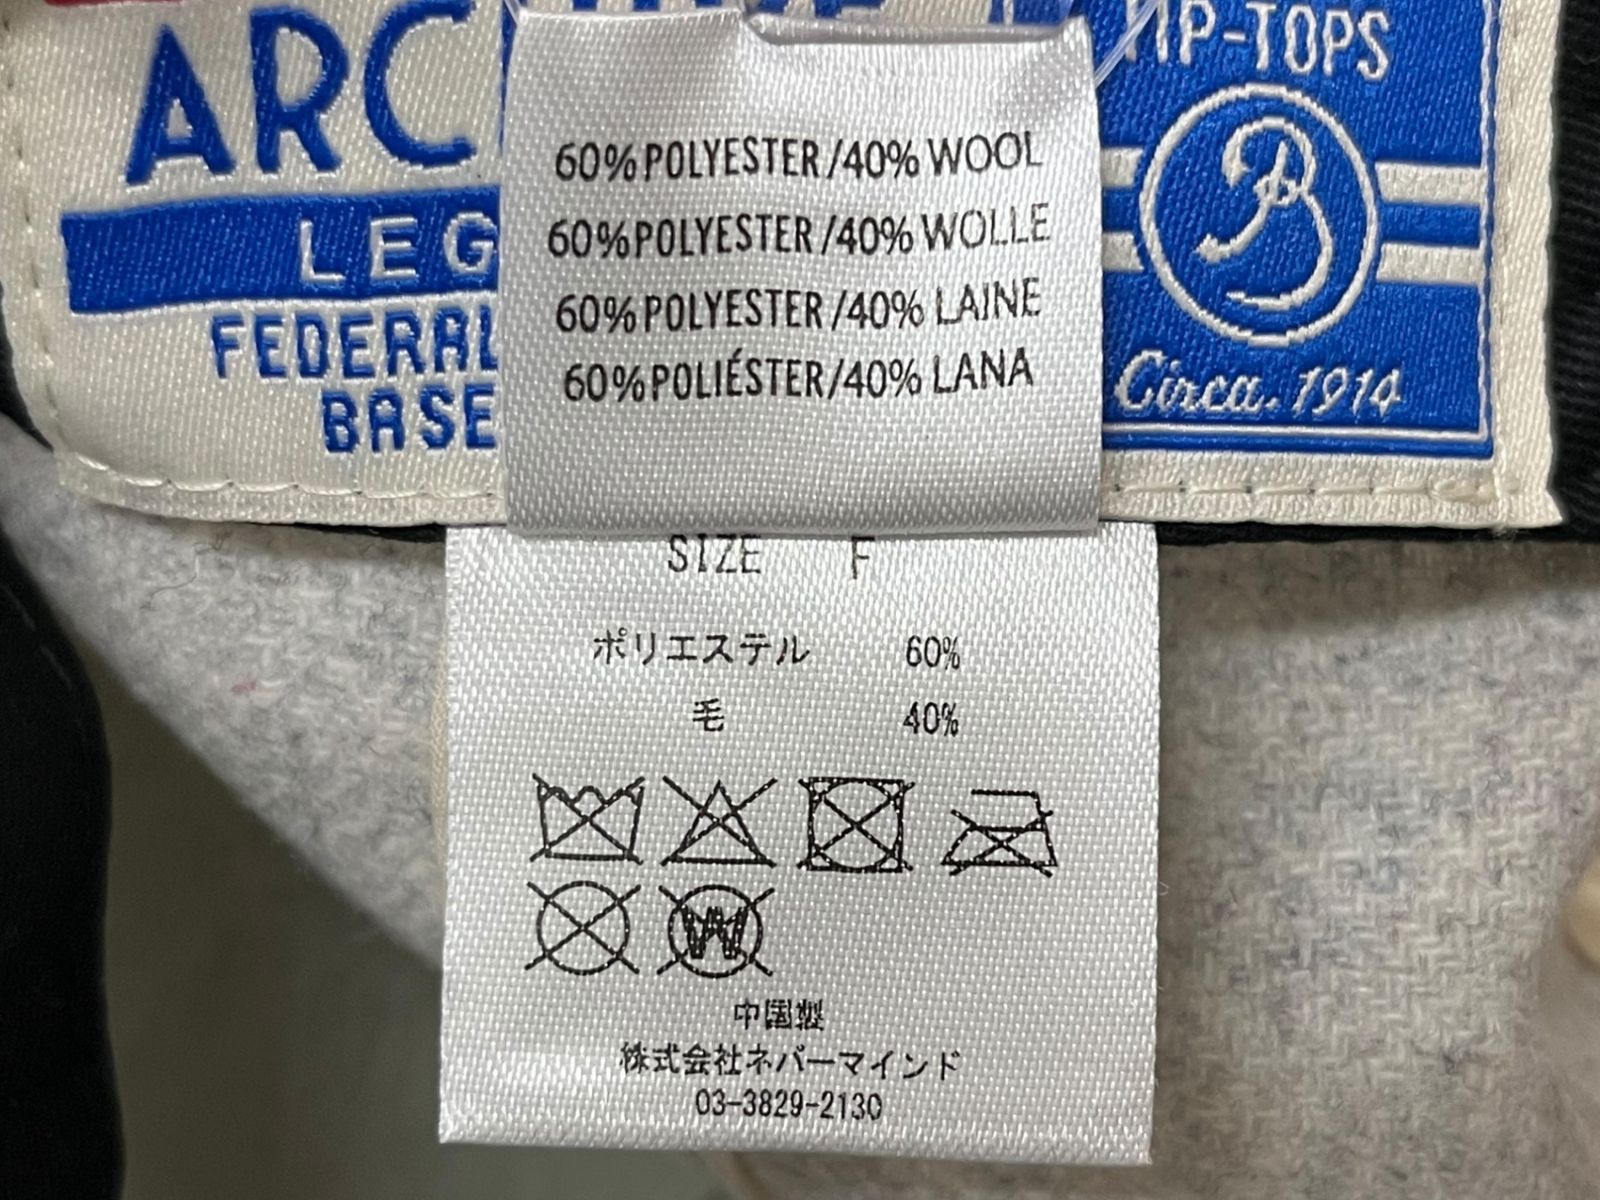 ARC
LEG
FEDERAL
BASE
TIP-TOPS
B
Circa. 1914
60% POLYESTER/40% WOOL
60% POLYESTER/40% WOLLE
60% POLYESTER/40% LAINE
60% POLIÉSTER/40% LANA
SIZE F
ポリエステル 60%
毛 40%
W
中国製
株式会社ネバーマインド
03-3829-2130